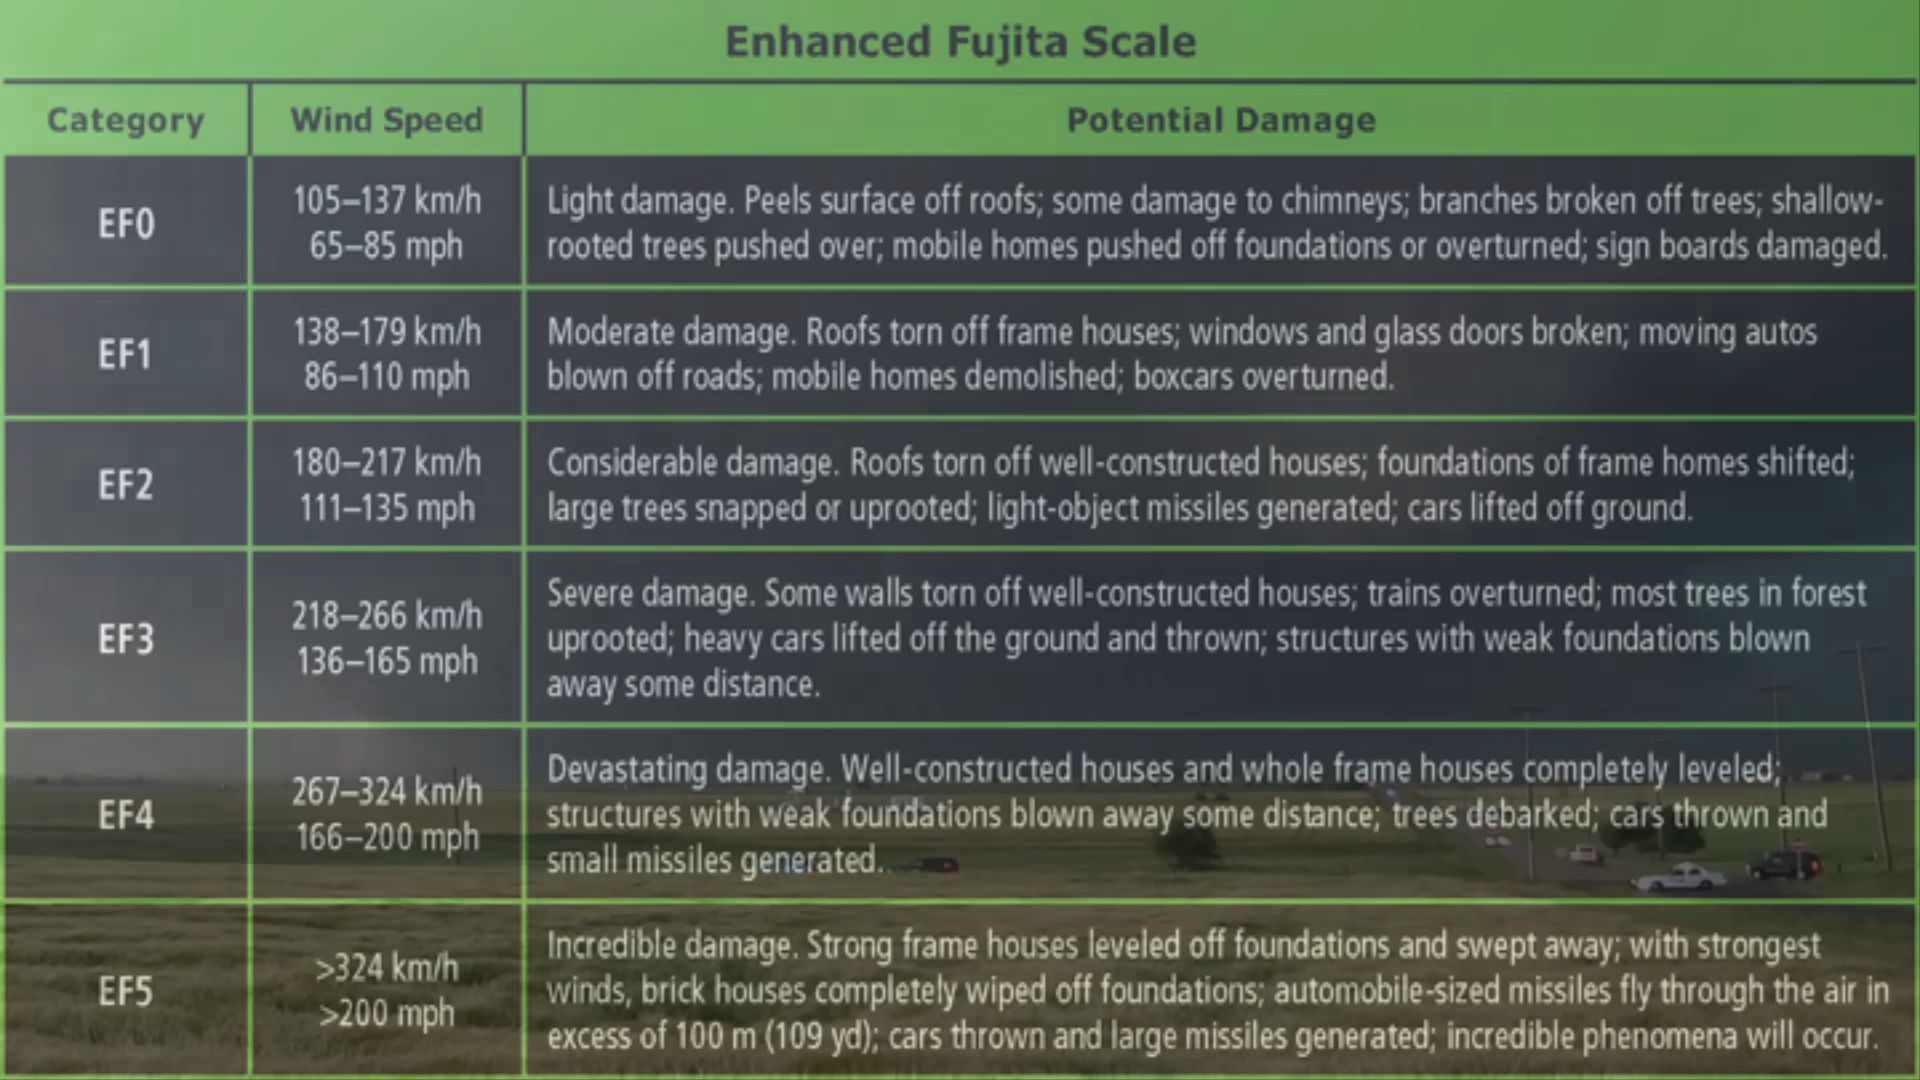 Enhanced Fujita Scale
Category
Wind Speed
Potential Damage
EF0
105–137 km/h
65–85 mph
Light damage. Peels surface off roofs; some damage to chimneys; branches broken off trees; shallow-
rooted trees pushed over; mobile homes pushed off foundations or overturned; sign boards damaged.
EF1
138–179 km/h
86–110 mph
Moderate damage. Roofs torn off frame houses; windows and glass doors broken; moving autos
blown off roads; mobile homes demolished; boxcars overturned.
EF2
180–217 km/h
111–135 mph
Considerable damage. Roofs torn off well-constructed houses; foundations of frame homes shifted;
large trees snapped or uprooted; light-object missiles generated; cars lifted off ground.
EF3
218–266 km/h
136–165 mph
Severe damage. Some walls torn off well-constructed houses; trains overturned; most trees in forest
uprooted; heavy cars lifted off the ground and thrown; structures with weak foundations blown
away some distance.
EF4
267–324 km/h
166–200 mph
Devastating damage. Well-constructed houses and whole frame houses completely leveled;
structures with weak foundations blown away some distance; trees debarked; cars thrown and
small missiles generated.
EF5
>324 km/h
>200 mph
Incredible damage. Strong frame houses leveled off foundations and swept away; with strongest
winds, brick houses completely wiped off foundations; automobile-sized missiles fly through the air in
excess of 100 m (109 yd); cars thrown and large missiles generated; incredible phenomena will occur.